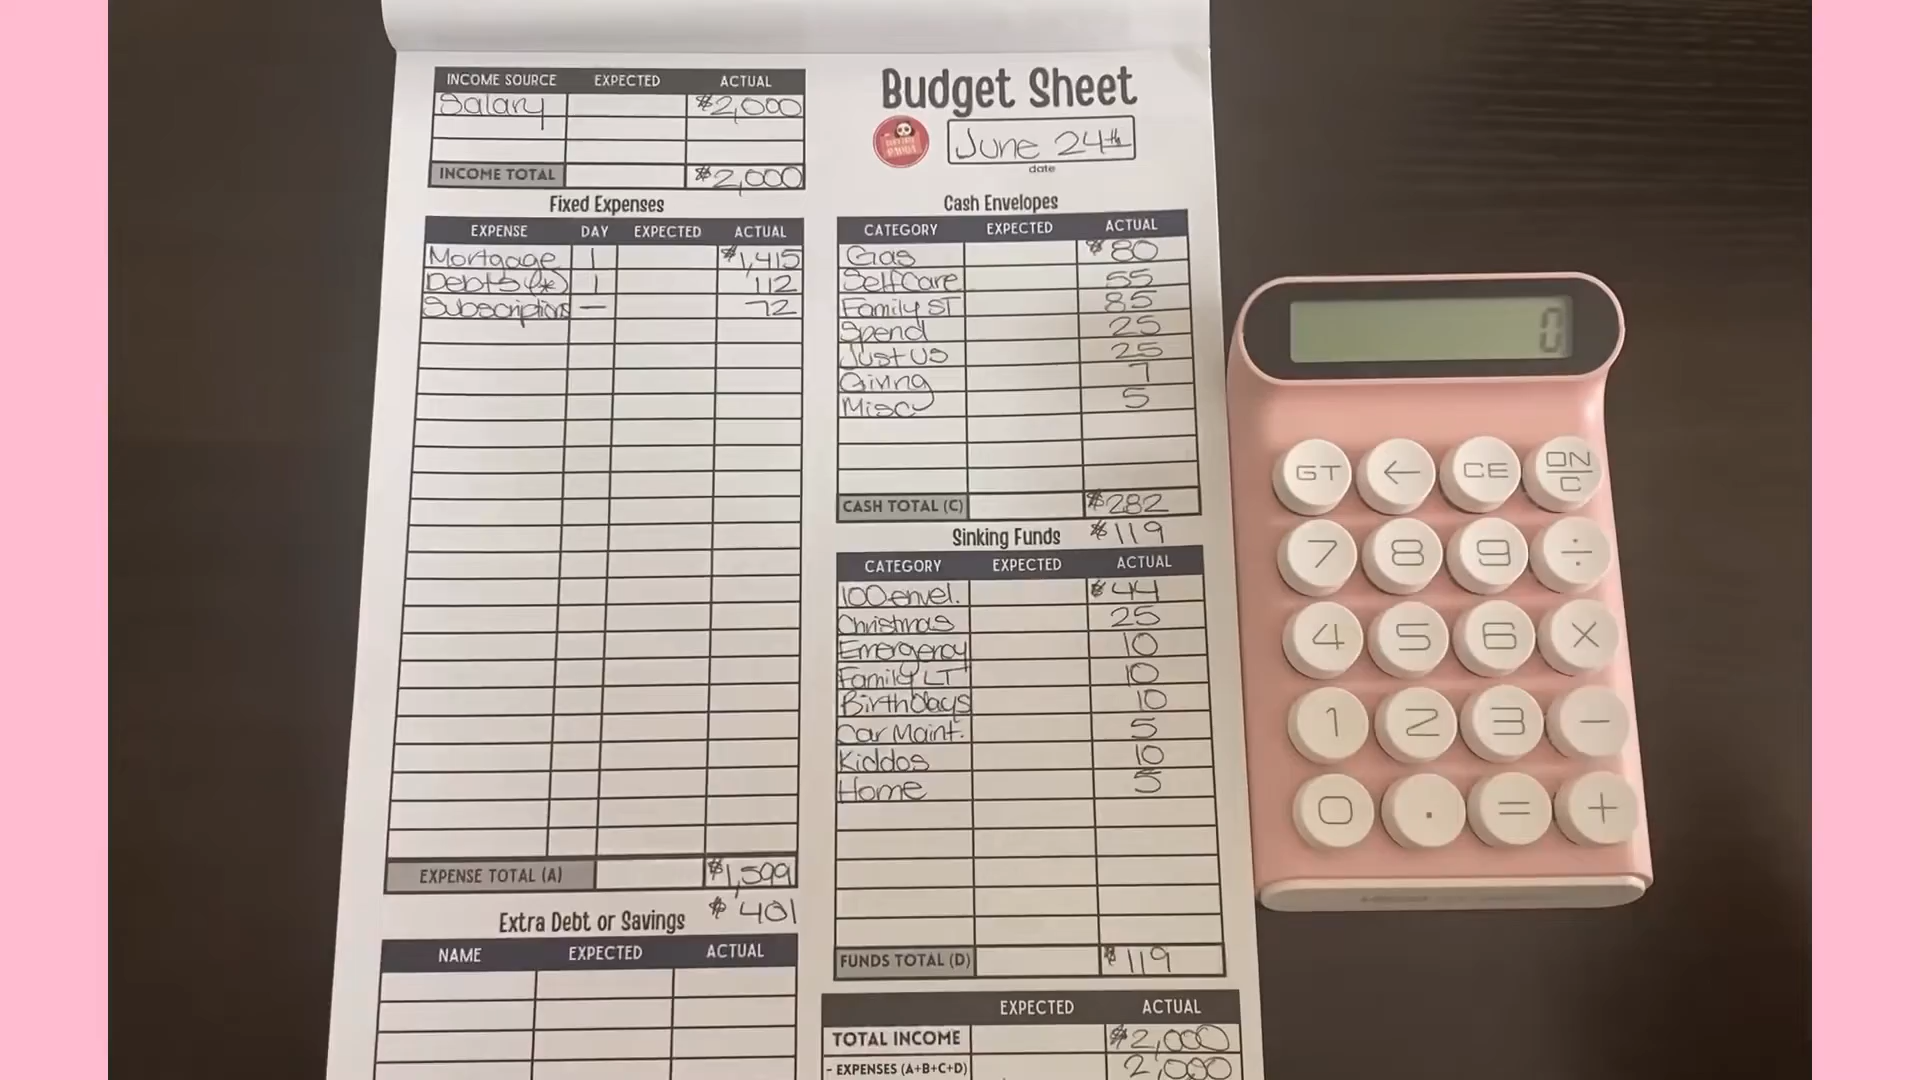 INCOME SOURCE EXPECTED ACTUAL
Salary $2,000
INCOME TOTAL $2,000
Fixed Expenses
EXPENSE DAY EXPECTED ACTUAL
Mortgage 1 $1,415
Debts (*) 1 112
Subscriptions — 72
EXPENSE TOTAL (A) $1,599
$401
Extra Debt or Savings
NAME EXPECTED ACTUAL
Budget Sheet
June 24th
date
Cash Envelopes
CATEGORY EXPECTED ACTUAL
Gas $80
Self Care 55
Family ST 85
Spend 25
Just Us 25
Giving 7
Misc 5
CASH TOTAL (C) $282
Sinking Funds $119
CATEGORY EXPECTED ACTUAL
100 envel. $44
Christmas 25
Emergency 10
Family LT 10
Birthdays 10
Car Maint. 5
Kiddos 10
Home 5
FUNDS TOTAL (D) $119
EXPECTED ACTUAL
TOTAL INCOME $2,000
- EXPENSES (A+B+C+D) 2,000
0
GT ← CE ON/C
7 8 9 ÷
4 5 6 ×
1 2 3 −
0 . = +